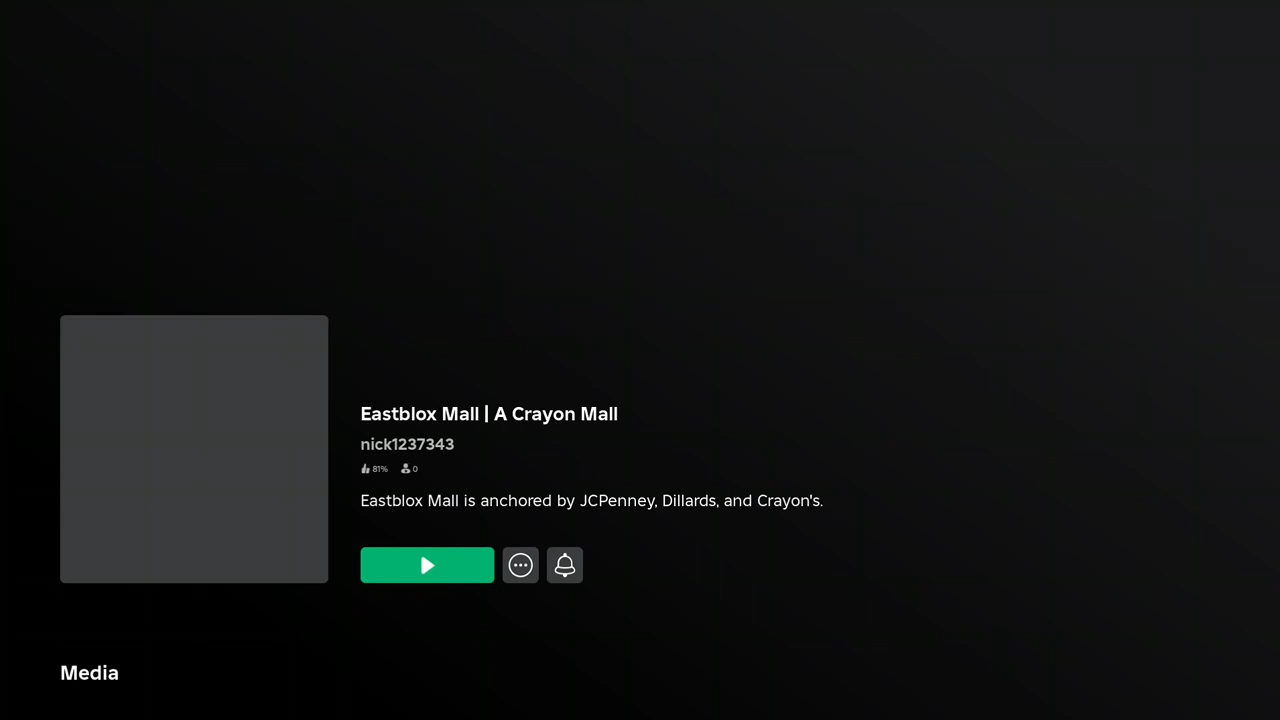 Eastblox Mall | A Crayon Mall
nick1237343
81% 0
Eastblox Mall is anchored by JCPenney, Dillards, and Crayon's.
Media